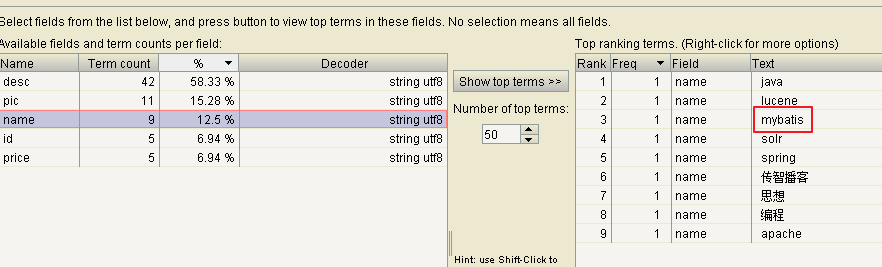 Select fields from the list below, and press button to view top terms in these fields. No selection means all fields.
Available fields and term counts per field:
Name Term count % Decoder
desc 42 58.33 % string utf8
pic 11 15.28 % string utf8
name 9 12.5 % string utf8
id 5 6.94 % string utf8
price 5 6.94 % string utf8
Show top terms >>
Number of top terms:
50
Hint: use Shift-Click to
Top ranking terms. (Right-click for more options)
Rank Freq Field Text
1 1 name java
2 1 name lucene
3 1 name mybatis
4 1 name solr
5 1 name spring
6 1 name 传智播客
7 1 name 思想
8 1 name 编程
9 1 name apache